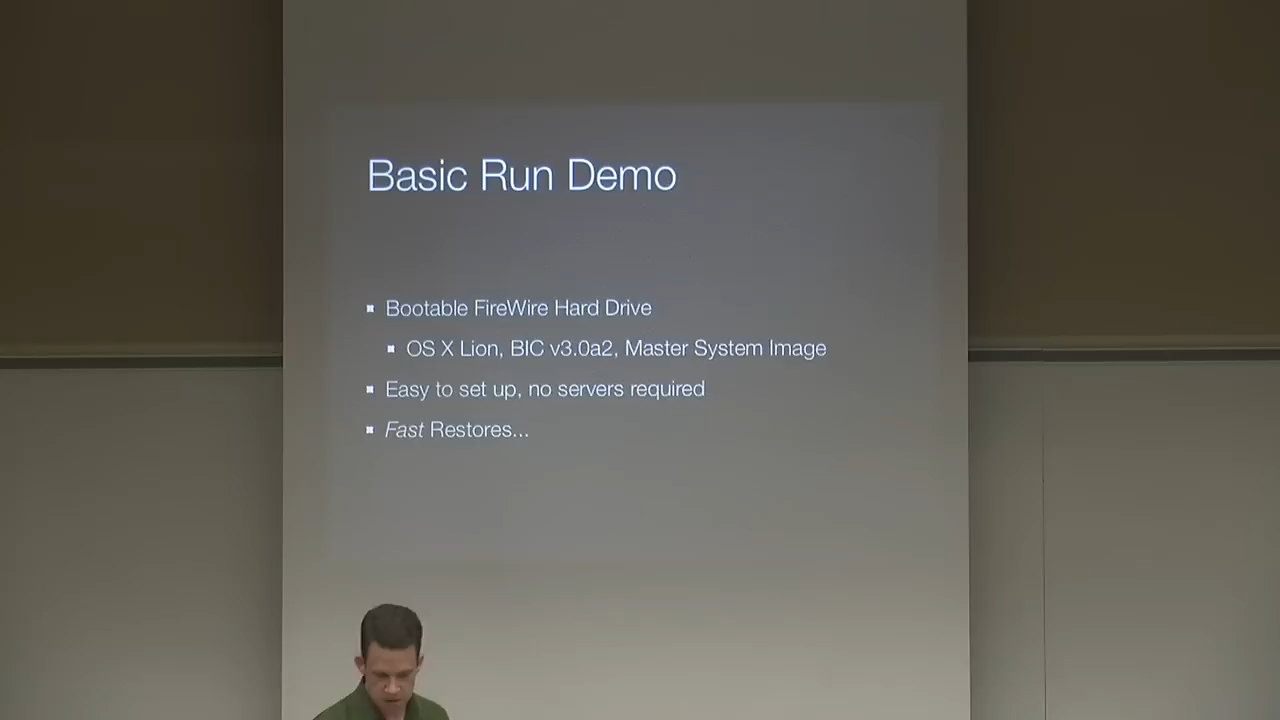 Basic Run Demo
Bootable FireWire Hard Drive
OS X Lion, BIC v3.0a2, Master System Image
Easy to set up, no servers required
Fast Restores...